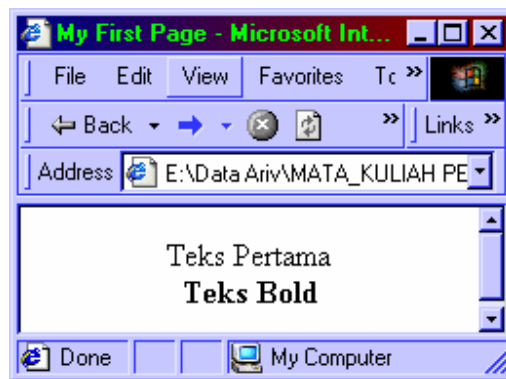 My First Page - Microsoft Int...
File Edit View Favorites Tc »
Back » Links »
Address E:\Data Ariv\MATA_KULIAH PE
Teks Pertama
Teks Bold
Done My Computer